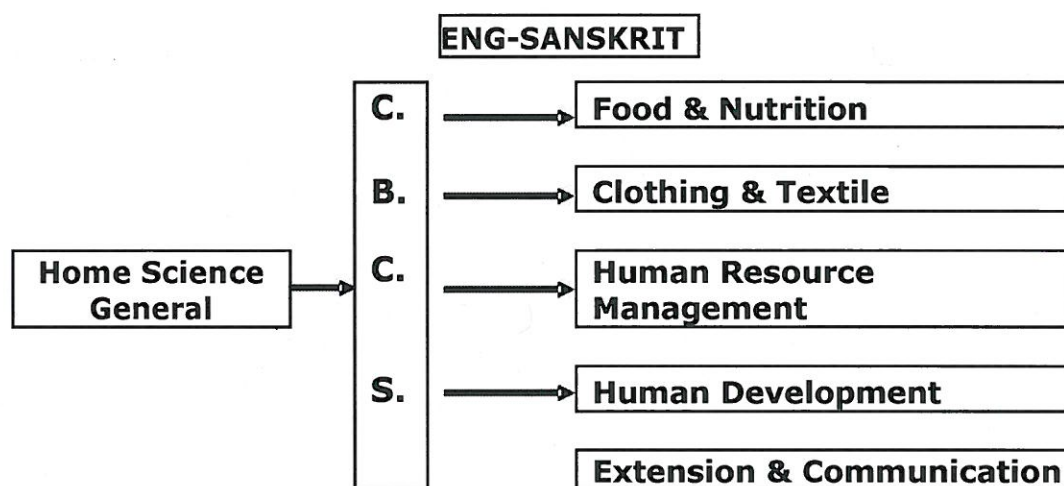 ENG-SANSKRIT
C.
Food & Nutrition
B.
Clothing & Textile
Home Science
General
C.
Human Resource
Management
S.
Human Development
Extension & Communication